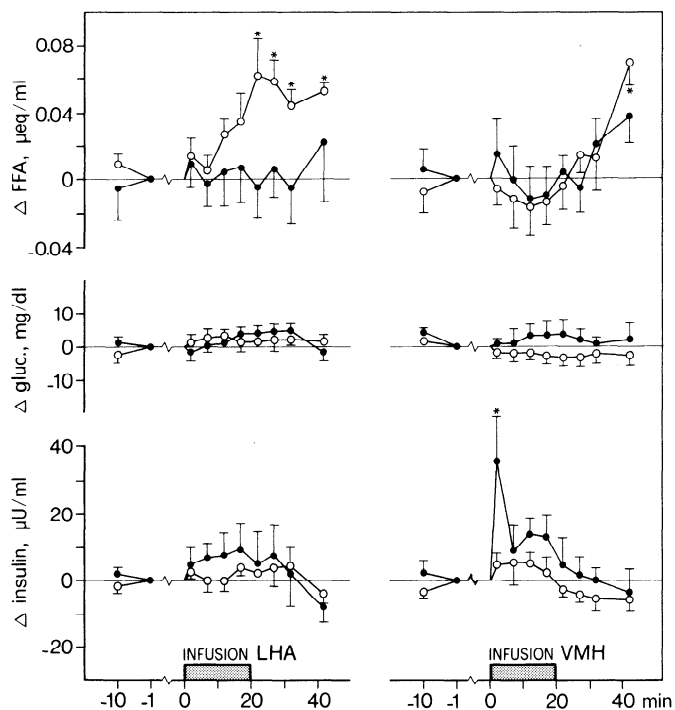 Δ FFA, μeq/ml
0.08
0.04
0
-0.04
* * * *
*
Δ gluc., mg/dl
10
0
-10
Δ insulin, μU/ml
40
20
0
-20
*
INFUSION LHA
INFUSION VMH
-10 -1 0 20 40
-10 -1 0 20 40 min